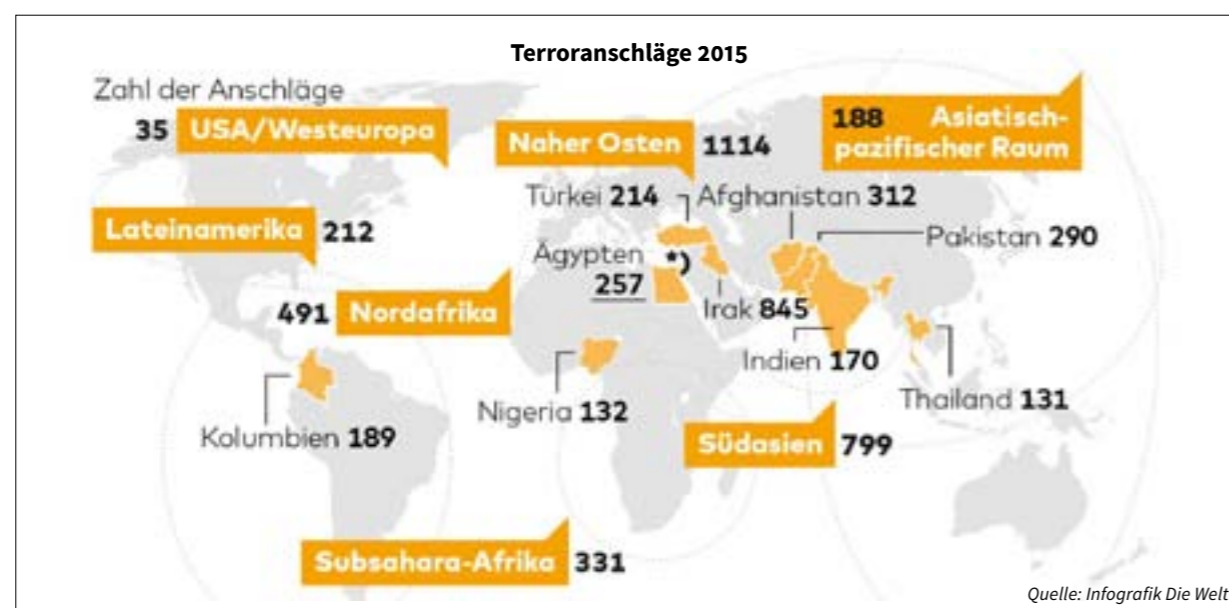 Terroranschläge 2015
Zahl der Anschläge
35 USA/Westeuropa
Naher Osten 1114
188 Asiatisch-
pazifischer Raum
Türkei 214
Afghanistan 312
Lateinamerika 212
Pakistan 290
Ägypten *)
257
Irak 845
491 Nordafrika
Indien 170
Thailand 131
Nigeria 132
Kolumbien 189
Südasien 799
Subsahara-Afrika 331
Quelle: Infografik Die Welt